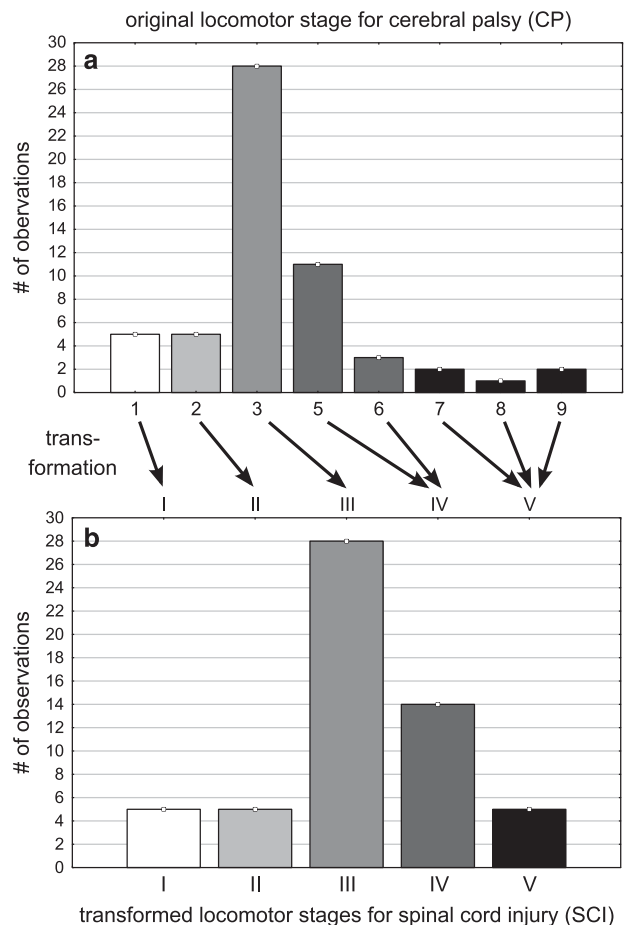 original locomotor stage for cerebral palsy (CP)
a
# of obervations
30
28
26
24
22
20
18
16
14
12
10
8
6
4
2
0
1 2 3 5 6 7 8 9
trans-
formation
I II III IV V
b
# of observations
30
28
26
24
22
20
18
16
14
12
10
8
6
4
2
0
I II III IV V
transformed locomotor stages for spinal cord injury (SCI)